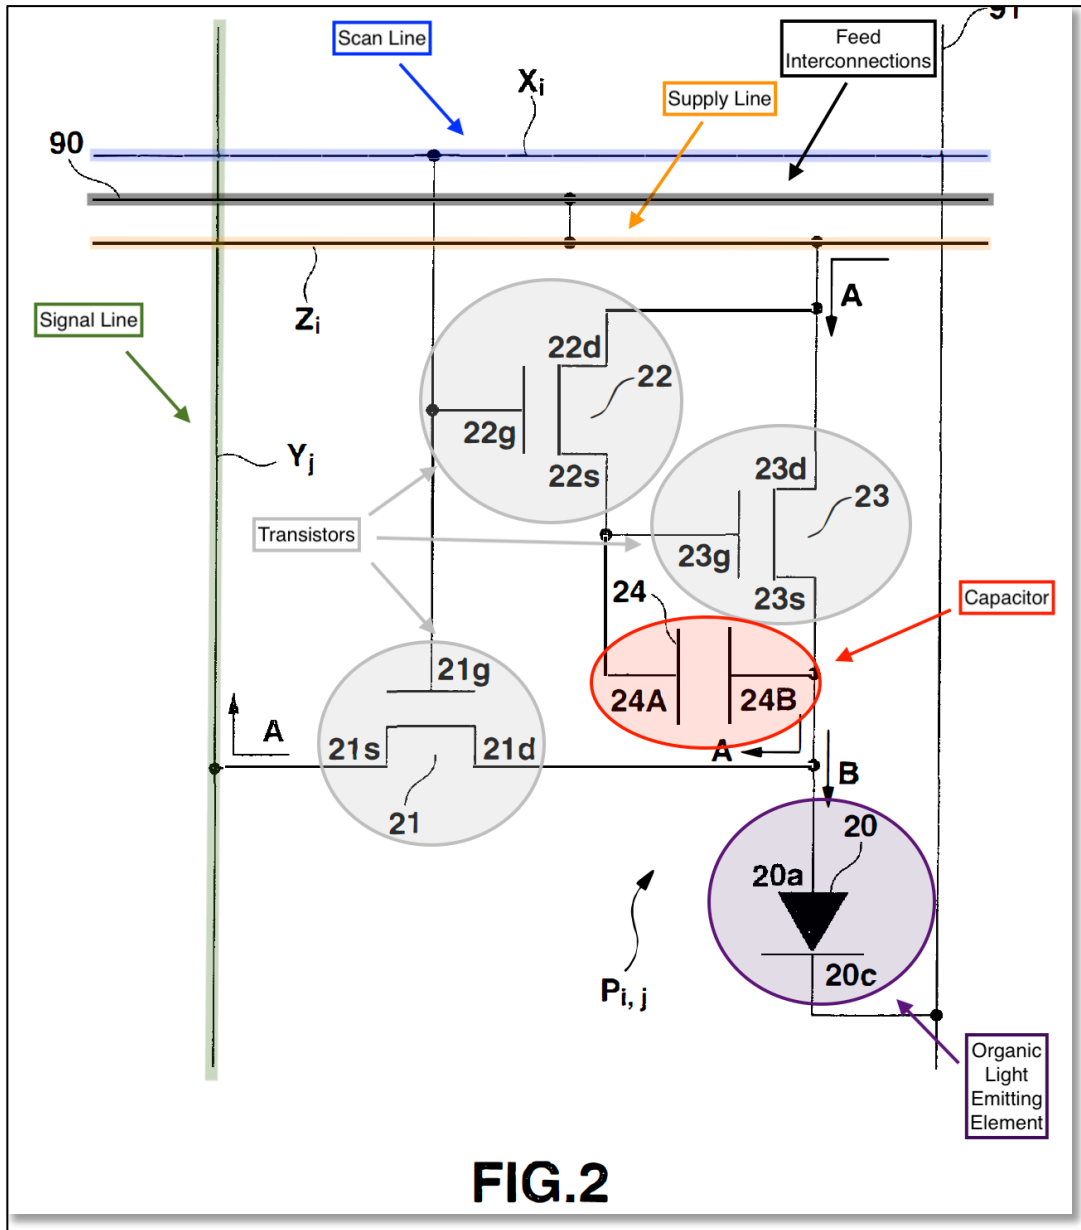 91
Scan Line
Feed
Interconnections
Xi
Supply Line
90
Zi
A
Signal Line
22d
22
22g
22s
Yj
23d
23
Transistors
23g
23s
24
Capacitor
21g
24A
24B
A
A
21s
21d
B
21
20
20a
20c
Pi, j
Organic
Light
Emitting
Element
FIG.2